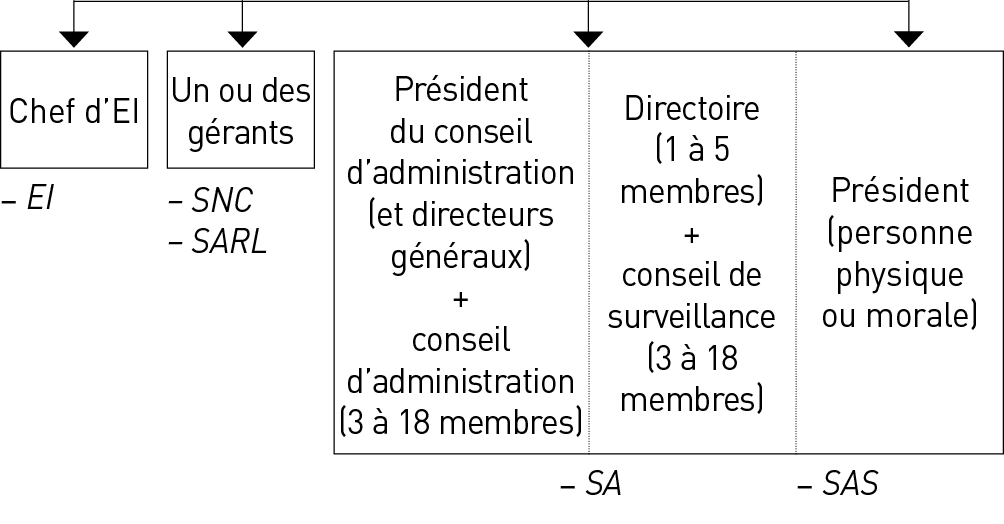 Chef d'EI
– EI
Un ou des
gérants
– SNC
– SARL
Président
du conseil
d'administration
(et directeurs
généraux)
+
conseil
d'administration
(3 à 18 membres)
Directoire
(1 à 5
membres)
+
conseil de
surveillance
(3 à 18
membres)
– SA
Président
(personne
physique
ou morale)
– SAS